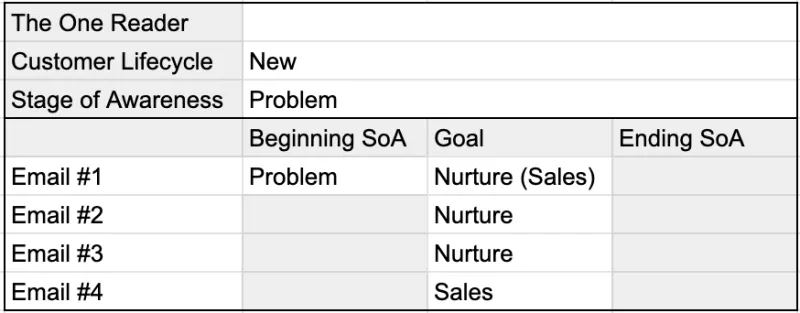 The One Reader
Customer Lifecycle New
Stage of Awareness Problem
Beginning SoA Goal Ending SoA
Email #1 Problem Nurture (Sales)
Email #2 Nurture
Email #3 Nurture
Email #4 Sales